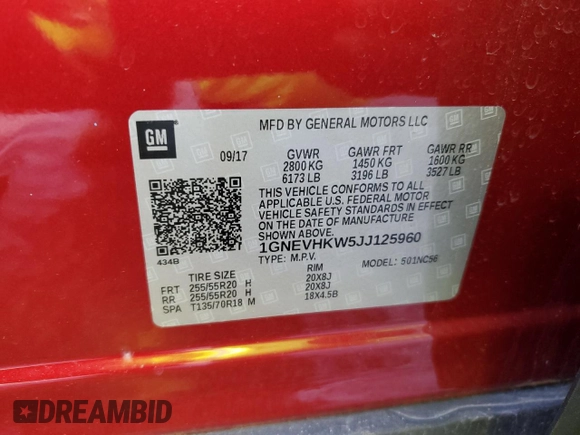 GM
MFD BY GENERAL MOTORS LLC
09/17 GVWR GAWR FRT GAWR RR
2800 KG 1450 KG 1600 KG
6173 LB 3196 LB 3527 LB
THIS VEHICLE CONFORMS TO ALL
APPLICABLE U.S. FEDERAL MOTOR
VEHICLE SAFETY STANDARDS IN EFFECT
ON THE DATE OF MANUFACTURE
SHOWN ABOVE.
1GNEVHKW5JJ125960
434B TYPE: M.P.V. MODEL: 501NC56
TIRE SIZE RIM
FRT 255/55R20 H 20X8J
RR 255/55R20 H 20X8J
SPA T135/70R18 M 18X4.5B
DREAMBID